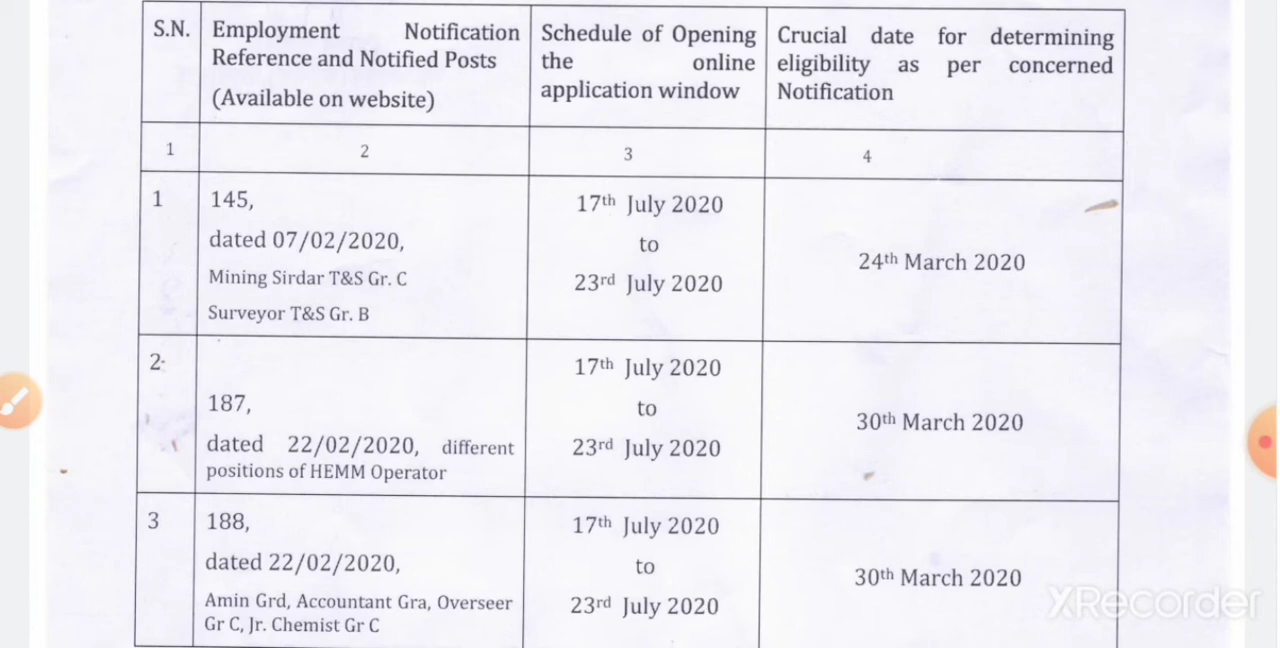 S.N.
Employment Notification
Reference and Notified Posts
(Available on website)
Schedule of Opening
the online
application window
Crucial date for determining
eligibility as per concerned
Notification
1
2
3
4
1
145,
dated 07/02/2020,
Mining Sirdar T&S Gr. C
Surveyor T&S Gr. B
17th July 2020
to
23rd July 2020
24th March 2020
2
187,
dated 22/02/2020, different
positions of HEMM Operator
17th July 2020
to
23rd July 2020
30th March 2020
3
188,
dated 22/02/2020,
Amin Grd, Accountant Gra, Overseer
Gr C, Jr. Chemist Gr C
17th July 2020
to
23rd July 2020
30th March 2020
XRecorder